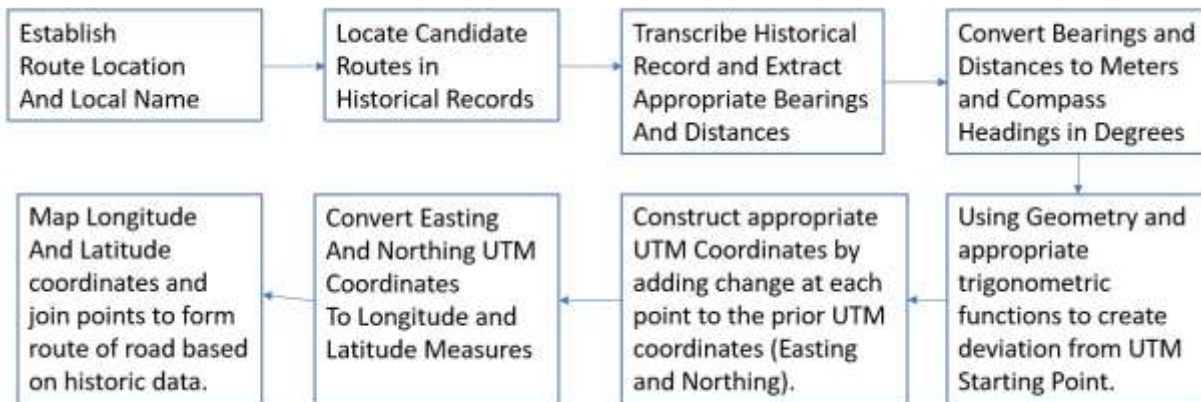 Establish
Route Location
And Local Name
Locate Candidate
Routes in
Historical Records
Transcribe Historical
Record and Extract
Appropriate Bearings
And Distances
Convert Bearings and
Distances to Meters
and Compass
Headings in Degrees
Using Geometry and
appropriate
trigonometric
functions to create
deviation from UTM
Starting Point.
Construct appropriate
UTM Coordinates by
adding change at each
point to the prior UTM
coordinates (Easting
and Northing).
Convert Easting
And Northing UTM
Coordinates
To Longitude and
Latitude Measures
Map Longitude
And Latitude
coordinates and
join points to form
route of road based
on historic data.